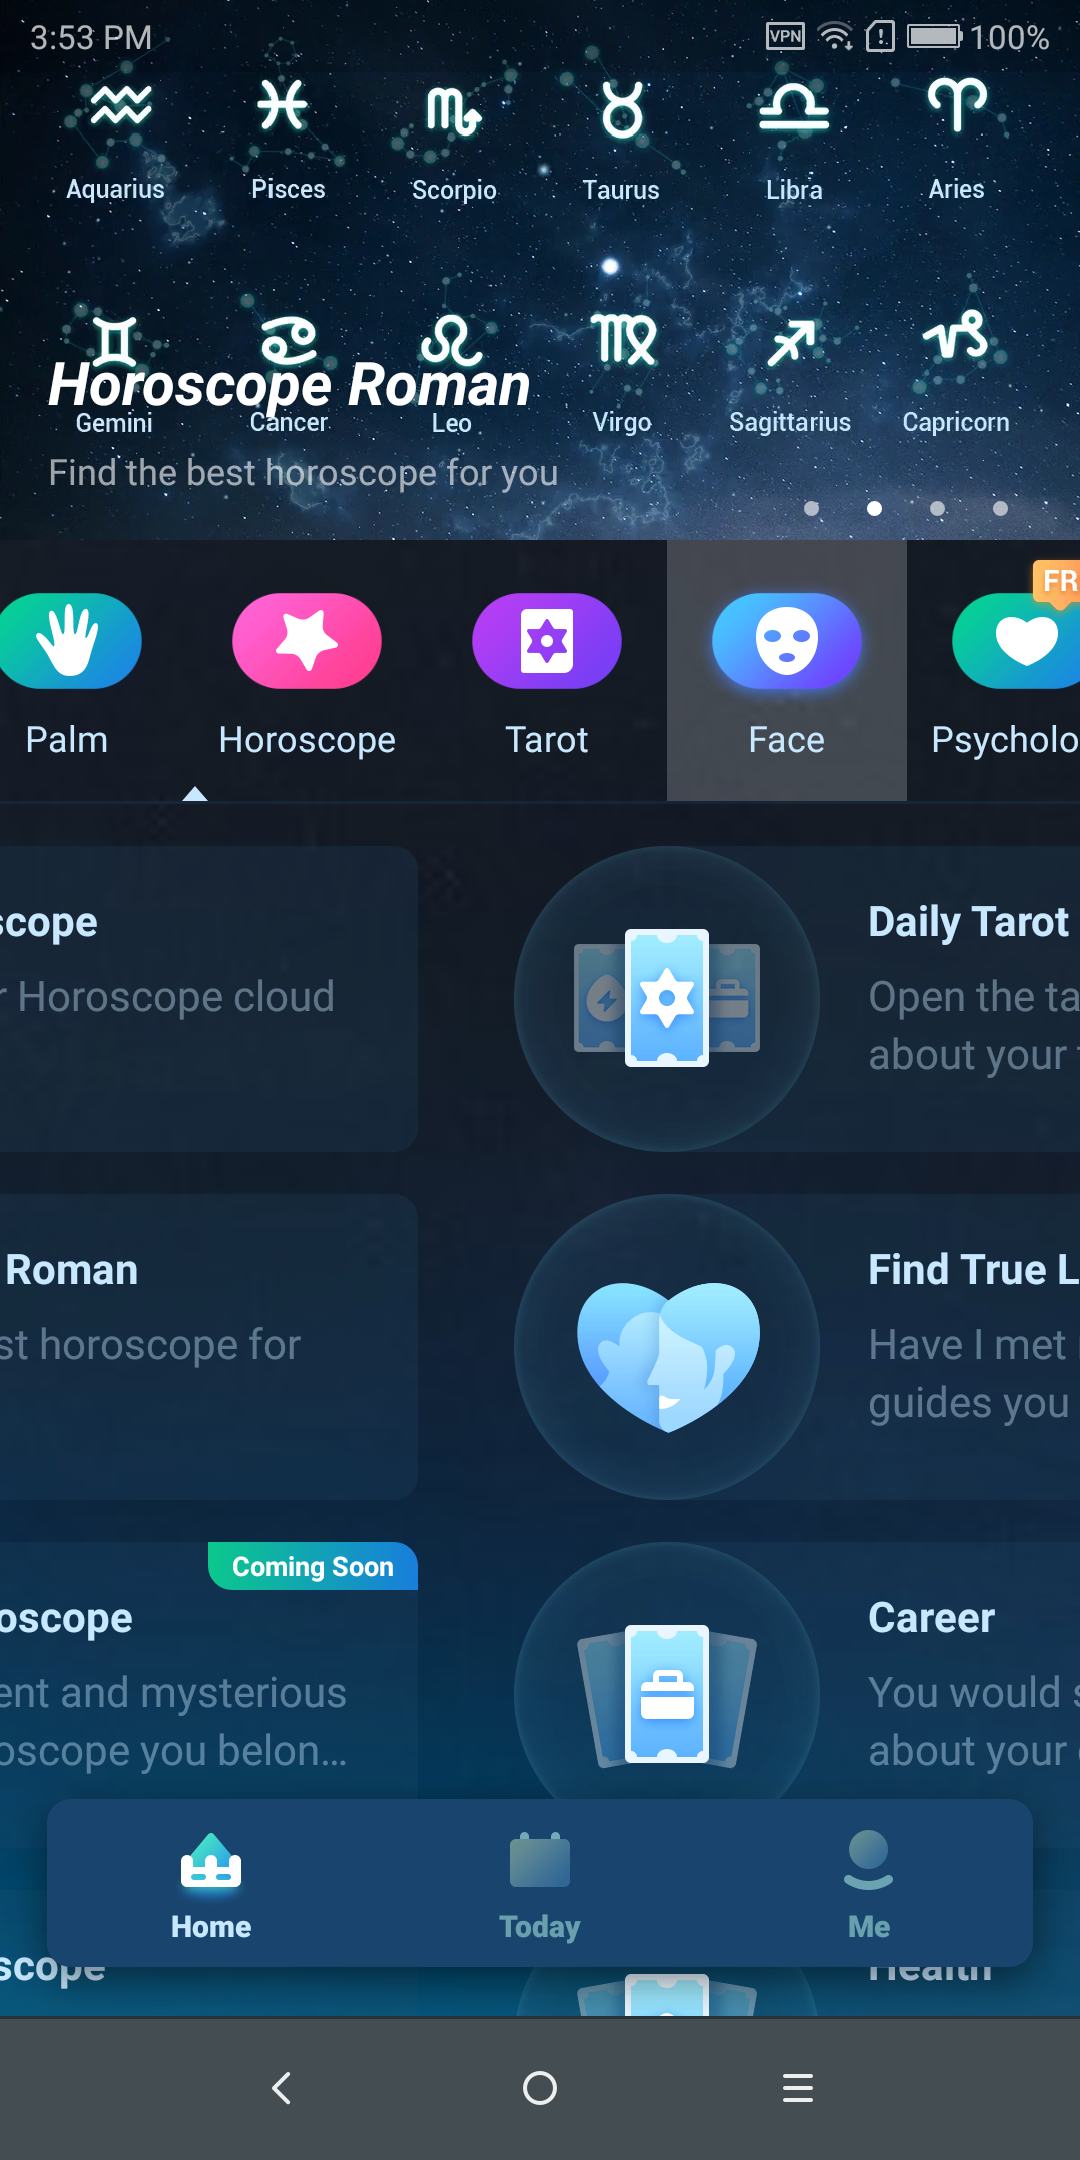 3:53 PM VPN 100%
Aquarius Pisces Scorpio Taurus Libra Aries
Horoscope Roman
Gemini Cancer Leo Virgo Sagittarius Capricorn
Find the best horoscope for you
FR
Palm Horoscope Tarot Face Psycholo
scope
r Horoscope cloud
Daily Tarot
Open the ta
about your
Roman
st horoscope for
Find True L
Have I met
guides you
Coming Soon
oscope
ent and mysterious
oscope you belon...
Career
You would s
about your
Home Today Me
scope
Health